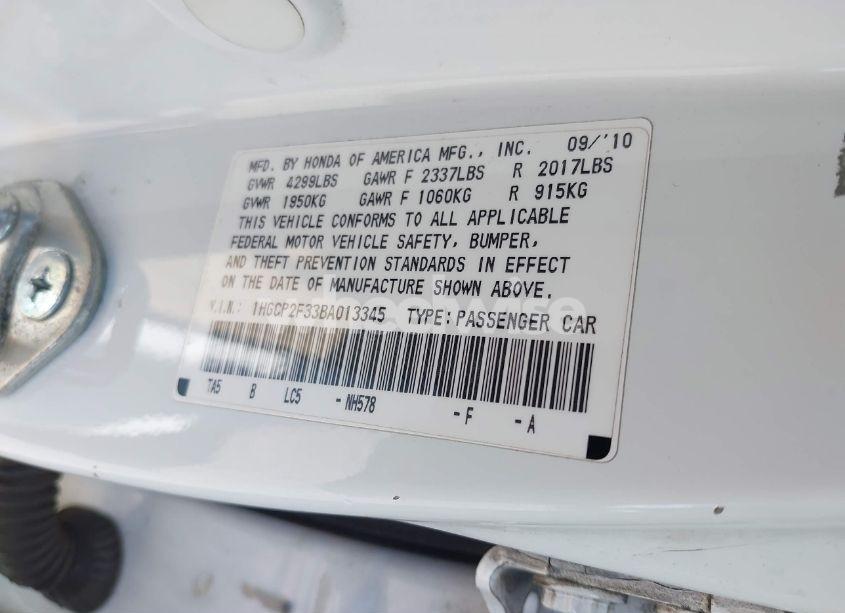 MFD. BY HONDA OF AMERICA MFG., INC. 09/'10
GVWR 4299LBS GAWR F 2337LBS R 2017LBS
GVWR 1950KG GAWR F 1060KG R 915KG
THIS VEHICLE CONFORMS TO ALL APPLICABLE
FEDERAL MOTOR VEHICLE SAFETY, BUMPER,
AND THEFT PREVENTION STANDARDS IN EFFECT
ON THE DATE OF MANUFACTURE SHOWN ABOVE.
V.I.N.: 1HGCP2F33BA013345 TYPE:PASSENGER CAR
TA5 B LC5 -NH578 -F -A